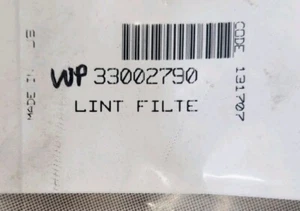 WP 33002790
LINT FILTE
MADE IN
CODE 131707